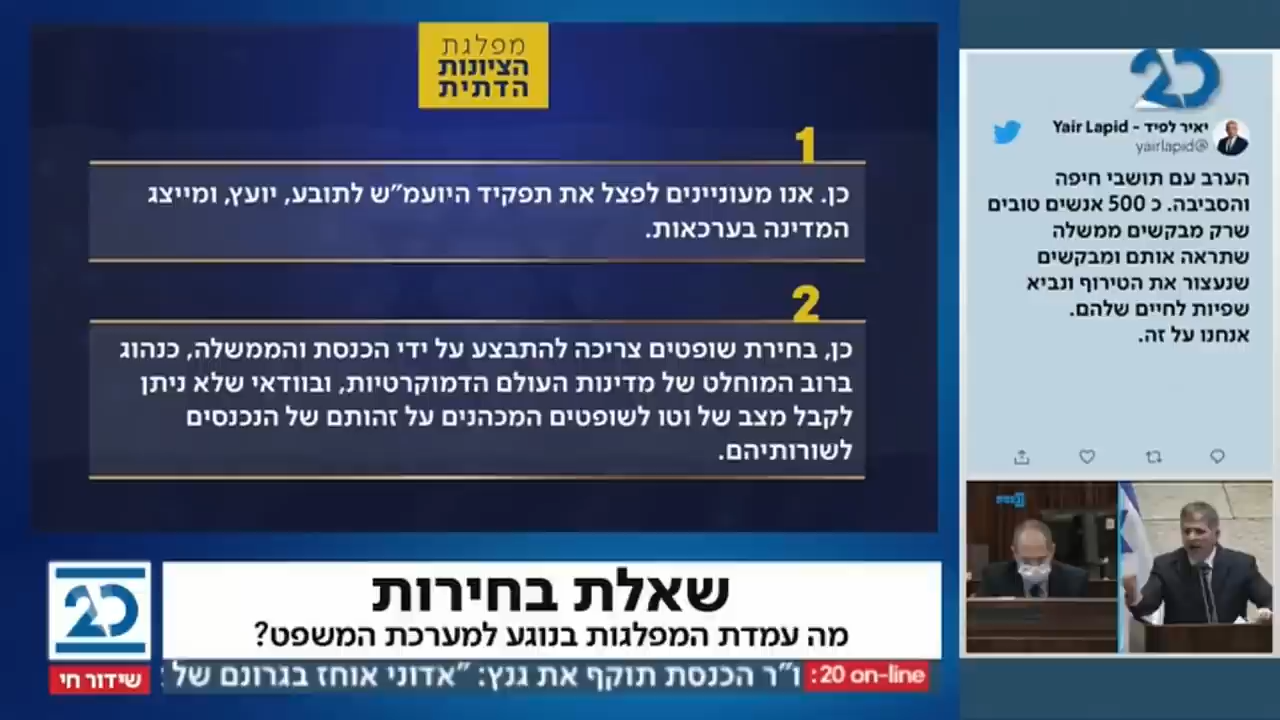 מפלגת
הציונות
הדתית
1
כן. אנו מעוניינים לפצל את תפקיד היועמ״ש לתובע, יועץ, ומייצג
המדינה בערכאות.
2
כן, בחירת שופטים צריכה להתבצע על ידי הכנסת והממשלה, כנהוג
ברוב המוחלט של מדינות העולם הדמוקרטיות, ובוודאי שלא ניתן
לקבל מצב של וטו לשופטים המכהנים על זהותם של הנכנסים
לשורותיהם.
20
יאיר לפיד - Yair Lapid
@yairlapid
הערב עם תושבי חיפה
והסביבה. כ 500 אנשים טובים
שרק מבקשים ממשלה
שתראה אותם ומבקשים
שנעצור את הטירוף ונביא
שפיות לחיים שלהם.
אנחנו על זה.
20
שאלת בחירות
מה עמדת המפלגות בנוגע למערכת המשפט?
שידור חי
20 on-line: ו״ר הכנסת תוקף את גנץ: ״אדוני אוחז בגרונם של